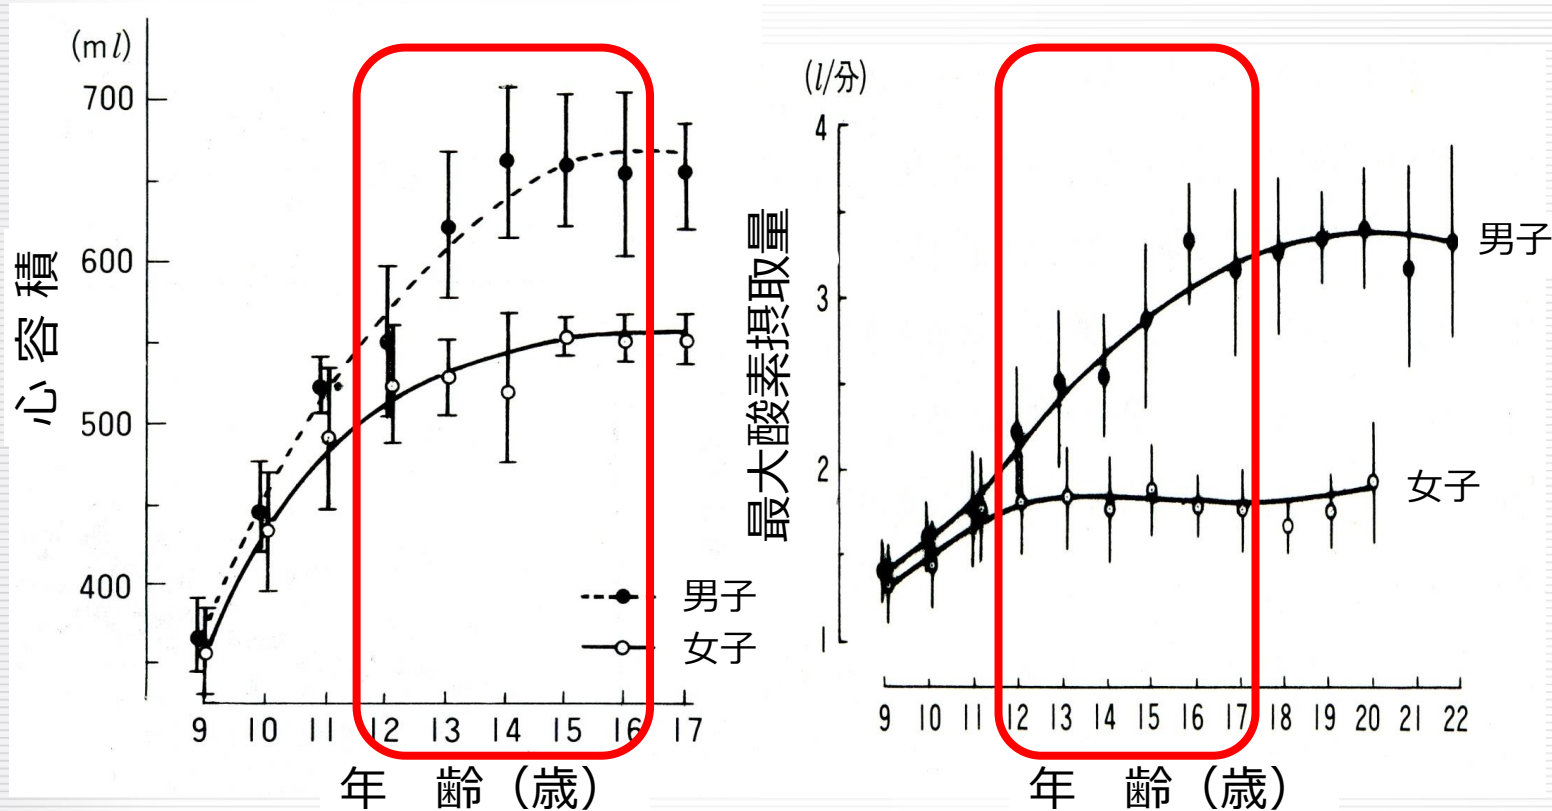 (ml)
700
600
500
400
心容積
男子
女子
9 10 11 12 13 14 15 16 17
年 齢（歳）
(l/分)
4
3
2
1
最大酸素摂取量
男子
女子
9 10 11 12 13 14 15 16 17 18 19 20 21 22
年 齢（歳）